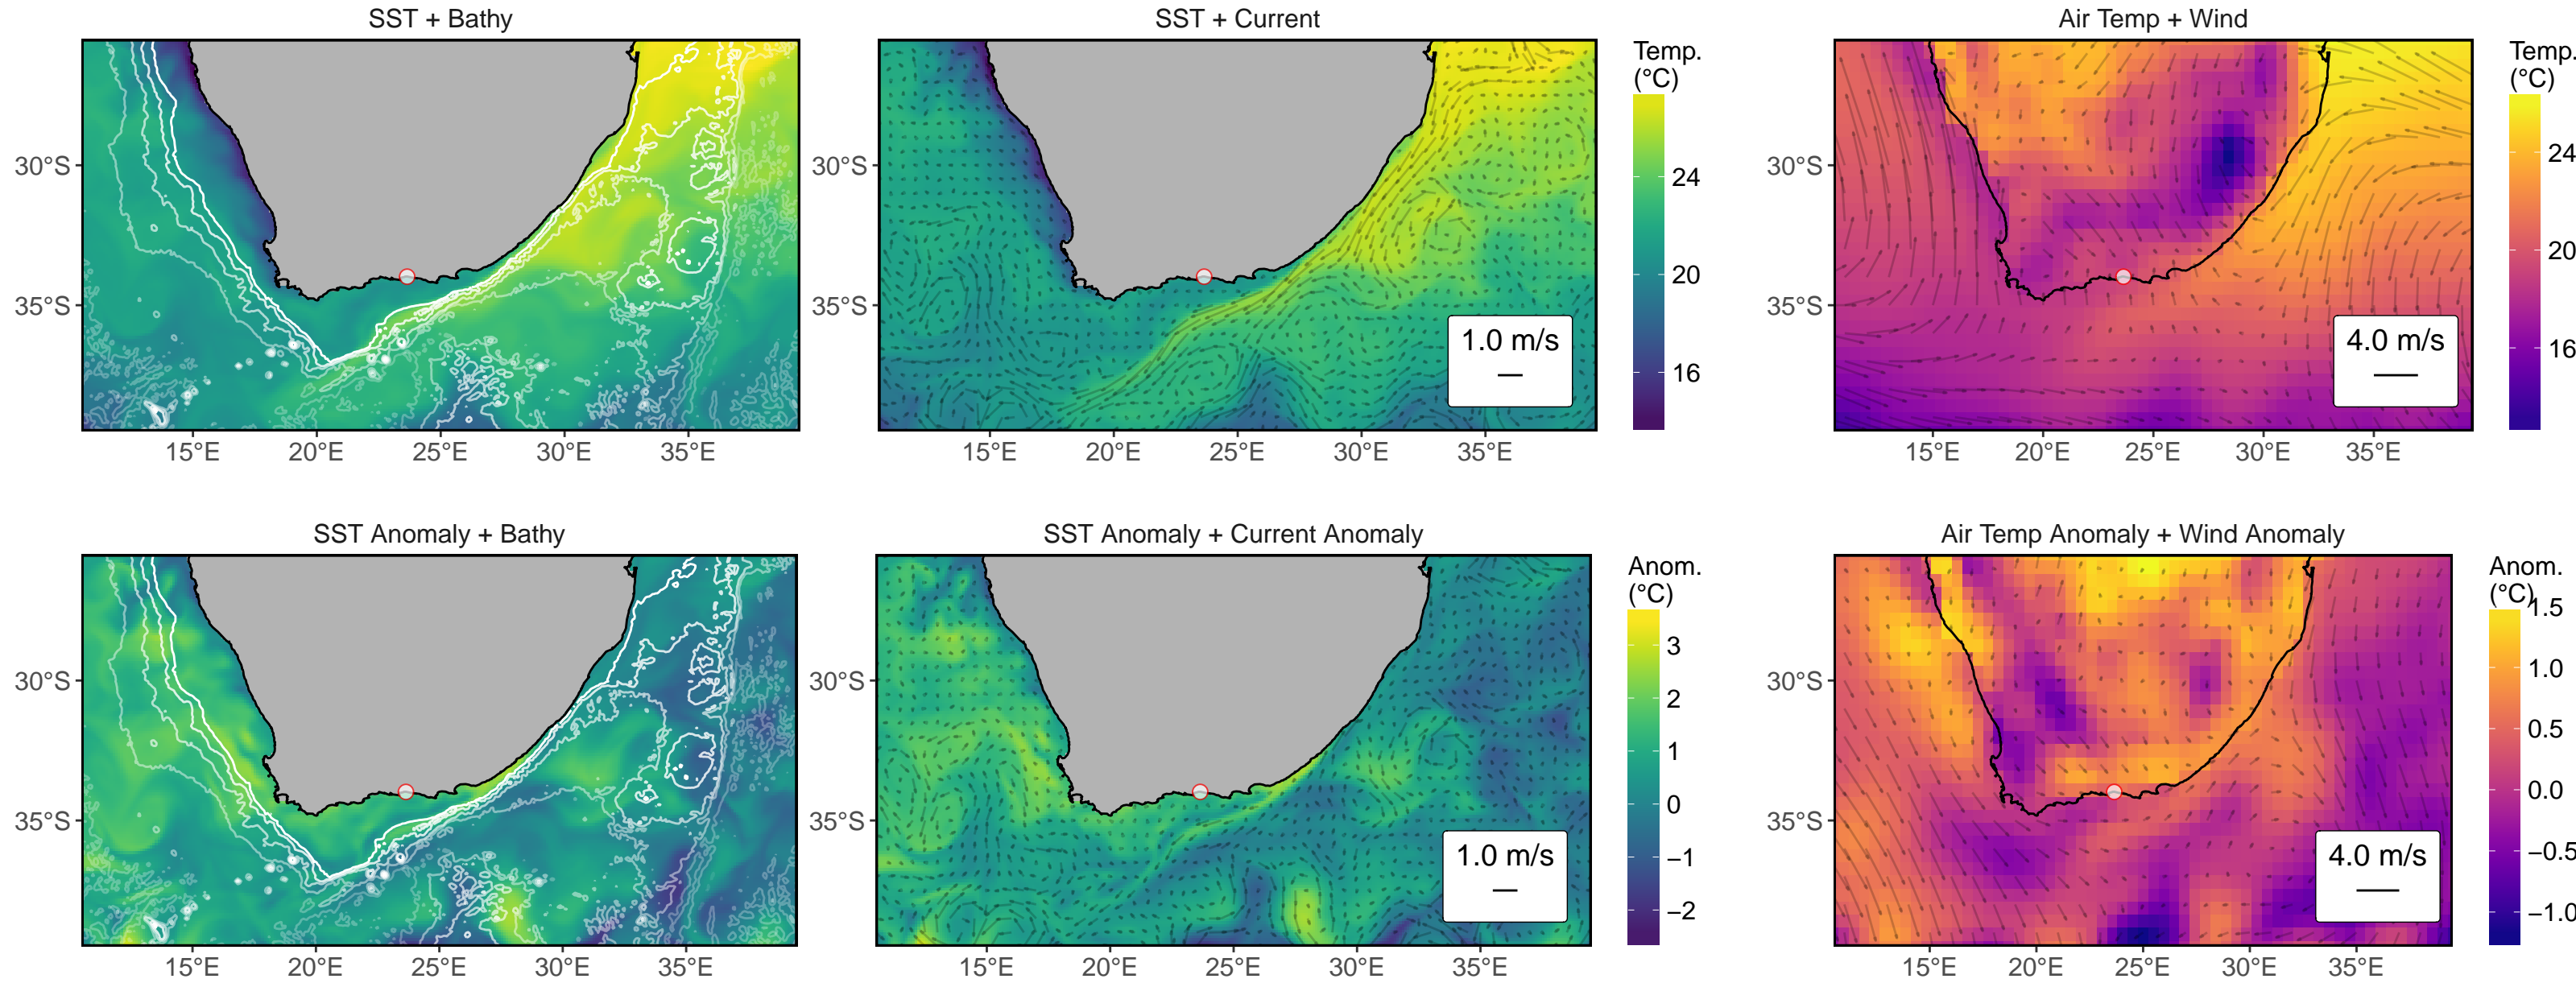 SST + Bathy
SST + Current
Air Temp + Wind
30°S
35°S
15°E 20°E 25°E 30°E 35°E
30°S
35°S
15°E 20°E 25°E 30°E 35°E
1.0 m/s
Temp.
(°C)
24
20
16
30°S
35°S
15°E 20°E 25°E 30°E 35°E
4.0 m/s
Temp.
(°C)
24
20
16
SST Anomaly + Bathy
SST Anomaly + Current Anomaly
Air Temp Anomaly + Wind Anomaly
30°S
35°S
15°E 20°E 25°E 30°E 35°E
30°S
35°S
15°E 20°E 25°E 30°E 35°E
1.0 m/s
Anom.
(°C)
3
2
1
0
−1
−2
30°S
35°S
15°E 20°E 25°E 30°E 35°E
4.0 m/s
Anom.
(°C)
1.5
1.0
0.5
0.0
−0.5
−1.0